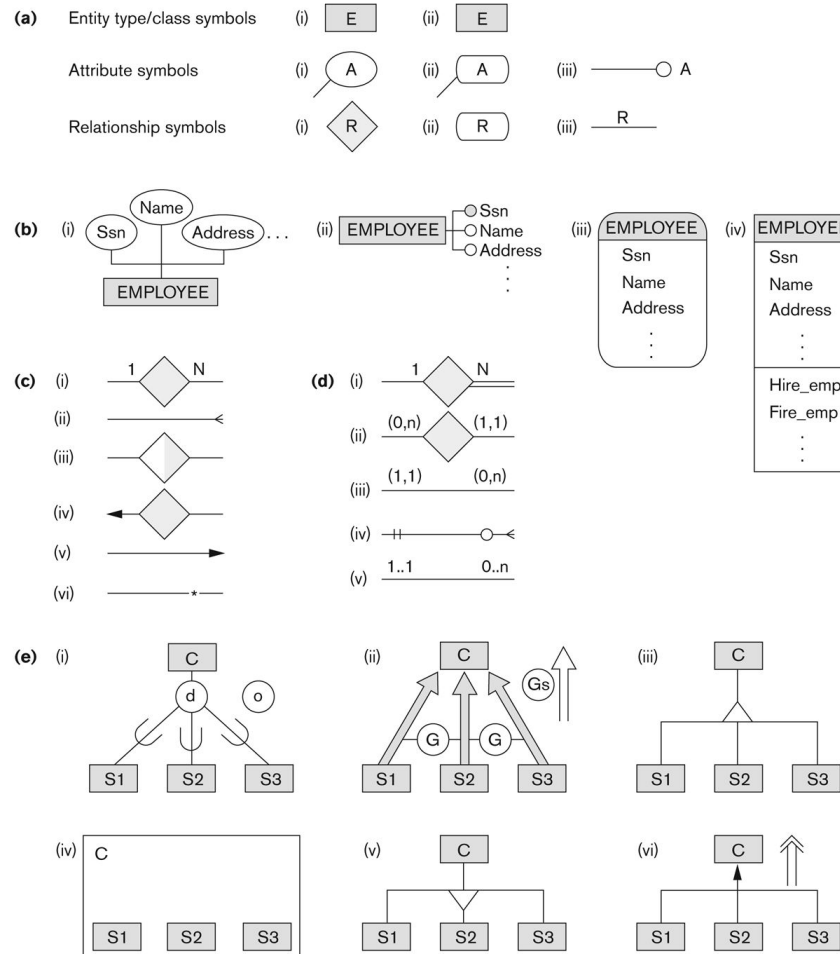 (a) Entity type/class symbols (i) E (ii) E
Attribute symbols (i) A (ii) A (iii) A
Relationship symbols (i) R (ii) R (iii) R
(b) (i) Ssn Name Address ...
EMPLOYEE
(ii) EMPLOYEE
Ssn
Name
Address
(iii) EMPLOYEE
Ssn
Name
Address
(iv) EMPLOYEE
Ssn
Name
Address
Hire_emp
Fire_emp
(c) (i) 1 N
(ii)
(iii)
(iv)
(v)
(vi) *
(d) (i) 1 N
(ii) (0,n) (1,1)
(iii) (1,1) (0,n)
(iv)
(v) 1..1 0..n
(e) (i) C
d o
S1 S2 S3
(ii) C
Gs
G G
S1 S2 S3
(iii) C
S1 S2 S3
(iv) C
S1 S2 S3
(v) C
S1 S2 S3
(vi) C
S1 S2 S3